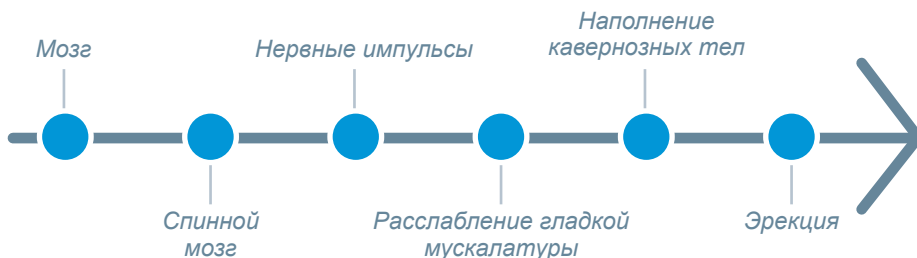 Мозг
Спинной
мозг
Нервные импульсы
Расслабление гладкой
мускалатуры
Наполнение
кавернозных тел
Эрекция